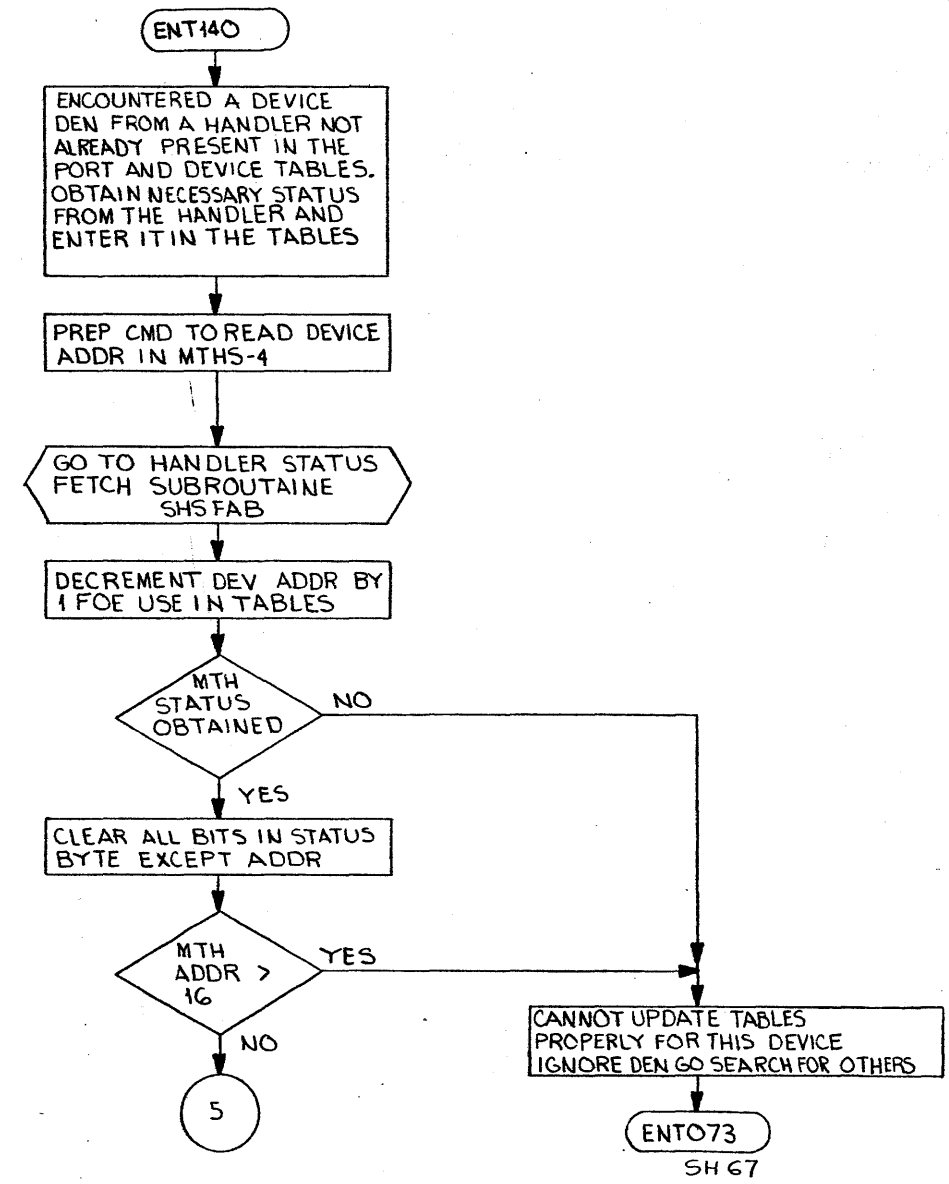 ENT140
ENCOUNTERED A DEVICE
DEN FROM A HANDLER NOT
ALREADY PRESENT IN THE
PORT AND DEVICE TABLES.
OBTAIN NECESSARY STATUS
FROM THE HANDLER AND
ENTER IT IN THE TABLES
PREP CMD TO READ DEVICE
ADDR IN MTHS-4
GO TO HANDLER STATUS
FETCH SUBROUTAINE
SHSFAB
DECREMENT DEV ADDR BY
1 FOE USE IN TABLES
MTH
STATUS
OBTAINED
NO
YES
CLEAR ALL BITS IN STATUS
BYTE EXCEPT ADDR
MTH
ADDR >
16
YES
NO
5
CANNOT UPDATE TABLES
PROPERLY FOR THIS DEVICE
IGNORE DEN GO SEARCH FOR OTHERS
ENT073
SH 67